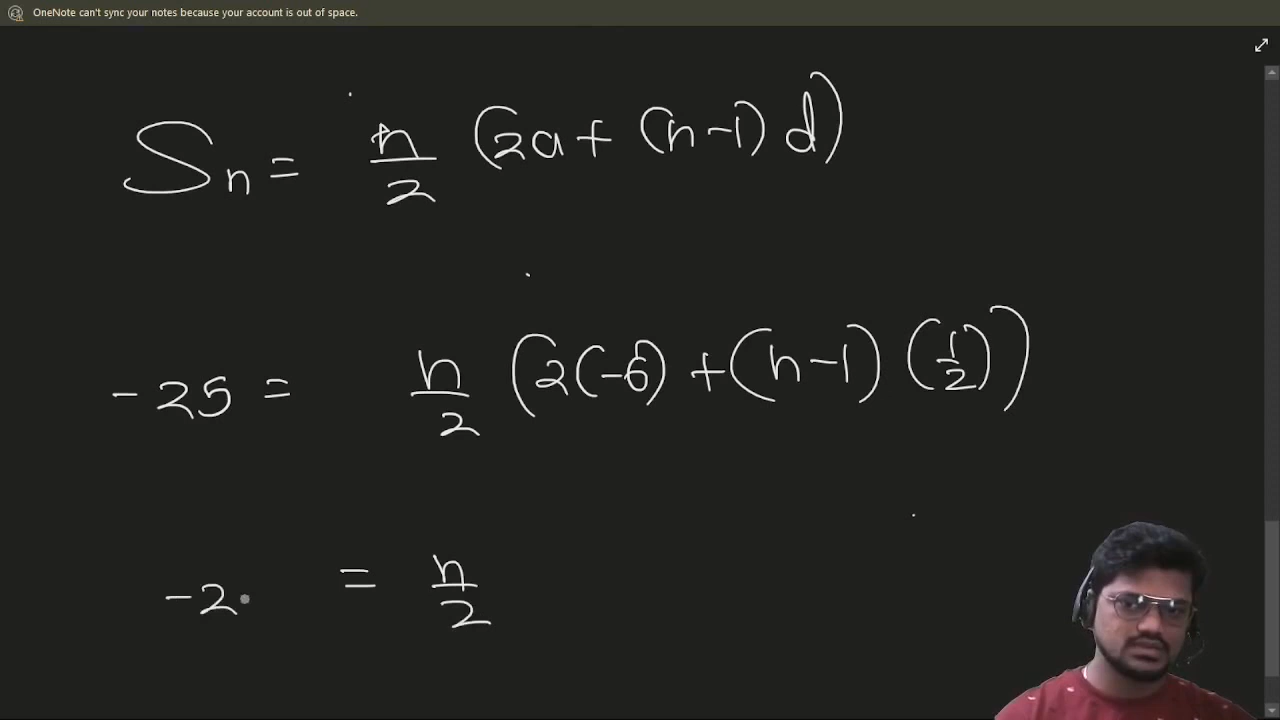 OneNote can't sync your notes because your account is out of space.
Sn = n/2 (2a + (n-1) d)
-25 = n/2 (2(-6) + (n-1) (1/2))
-2 = n/2